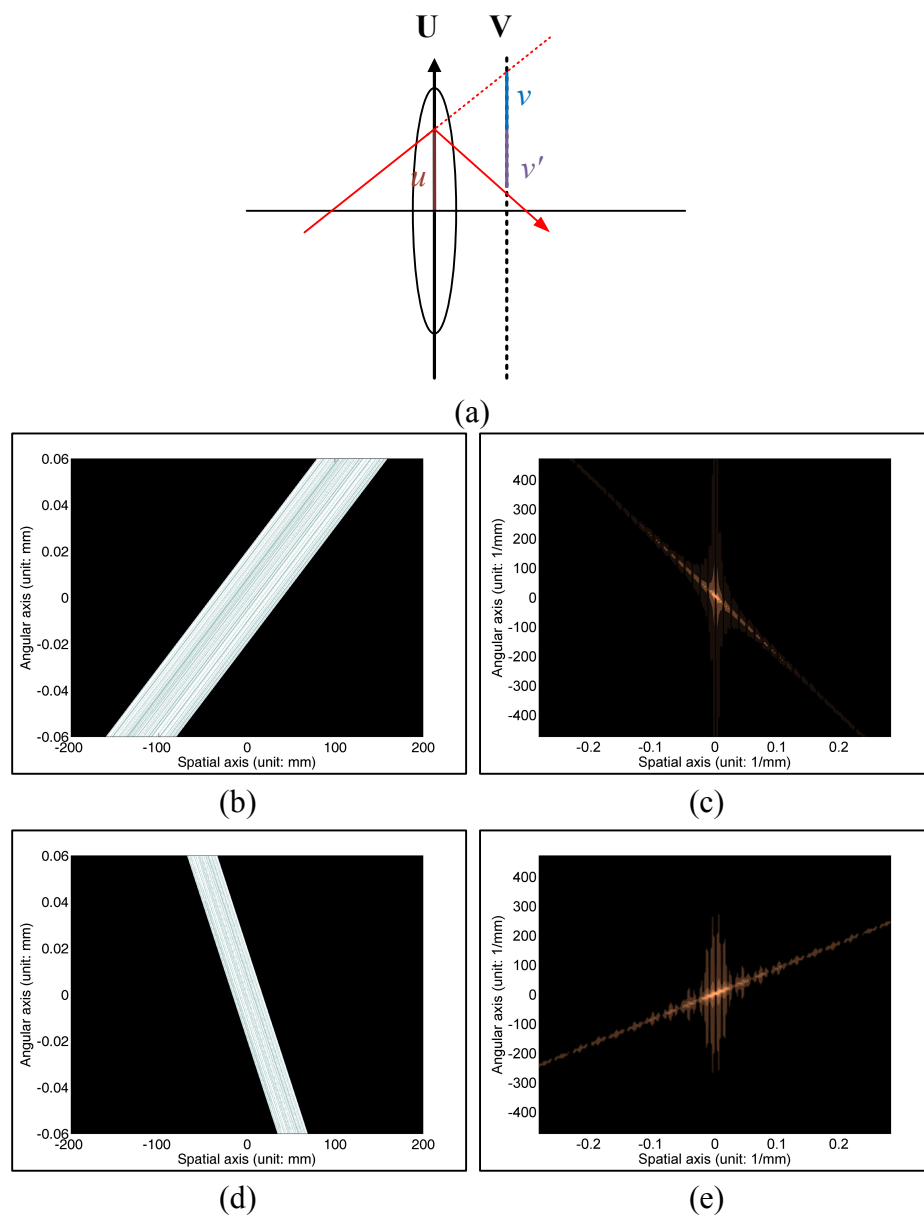 U V
v
v′
u
(a)
0.06
0.04
0.02
0
-0.02
-0.04
-0.06
Angular axis (unit: mm)
-200 -100 0 100 200
Spatial axis (unit: mm)
(b)
400
300
200
100
0
-100
-200
-300
-400
Angular axis (unit: 1/mm)
-0.2 -0.1 0 0.1 0.2
Spatial axis (unit: 1/mm)
(c)
0.06
0.04
0.02
0
-0.02
-0.04
-0.06
Angular axis (unit: mm)
-200 -100 0 100 200
Spatial axis (unit: mm)
(d)
400
300
200
100
0
-100
-200
-300
-400
Angular axis (unit: 1/mm)
-0.2 -0.1 0 0.1 0.2
Spatial axis (unit: 1/mm)
(e)